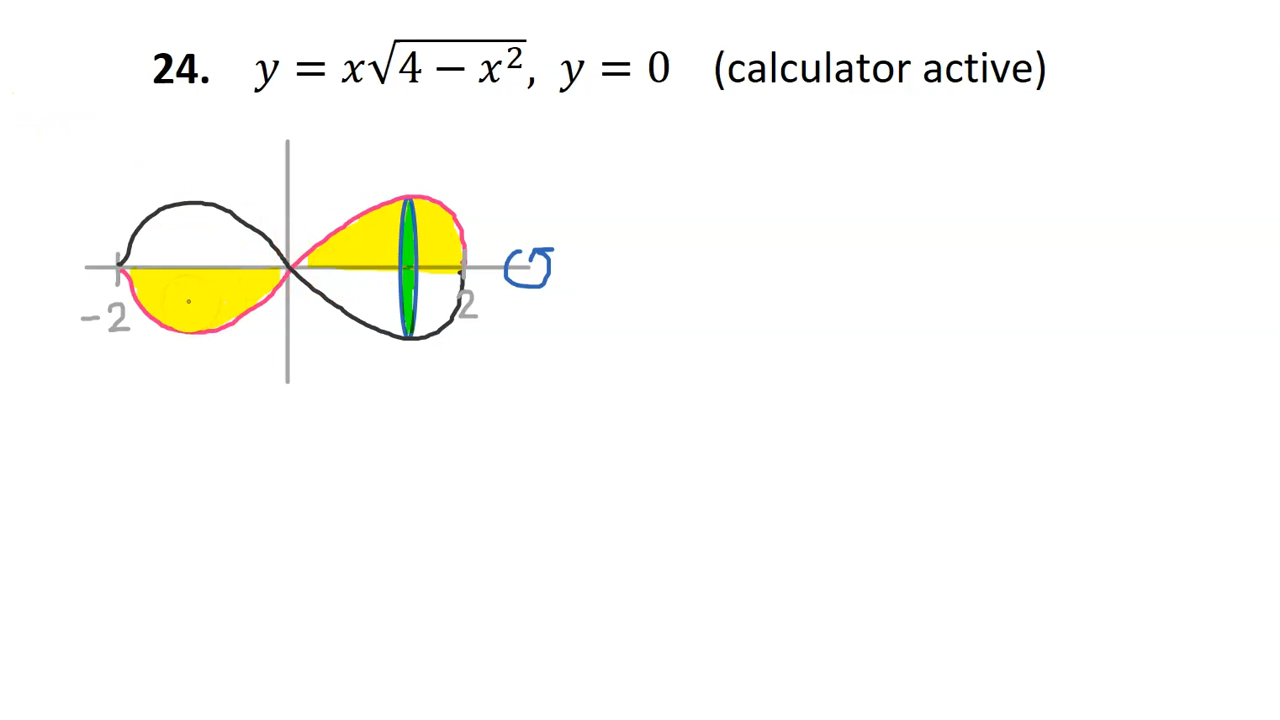 24. y = x√4 − x², y = 0 (calculator active)
-2 2